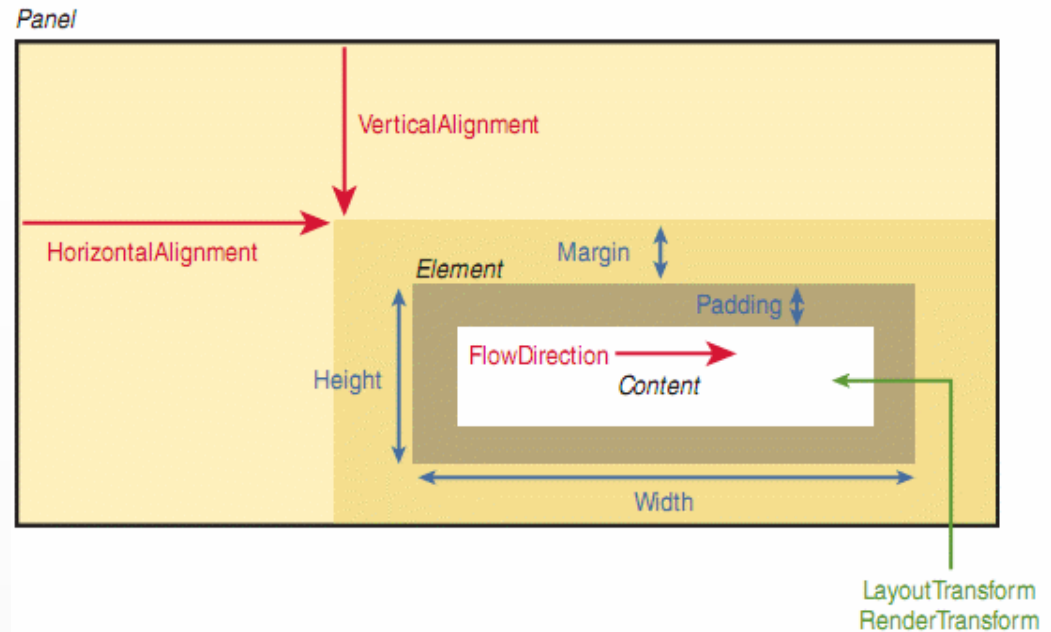 Panel
VerticalAlignment
HorizontalAlignment
Margin
Element
Padding
FlowDirection
Height
Content
Width
LayoutTransform
RenderTransform